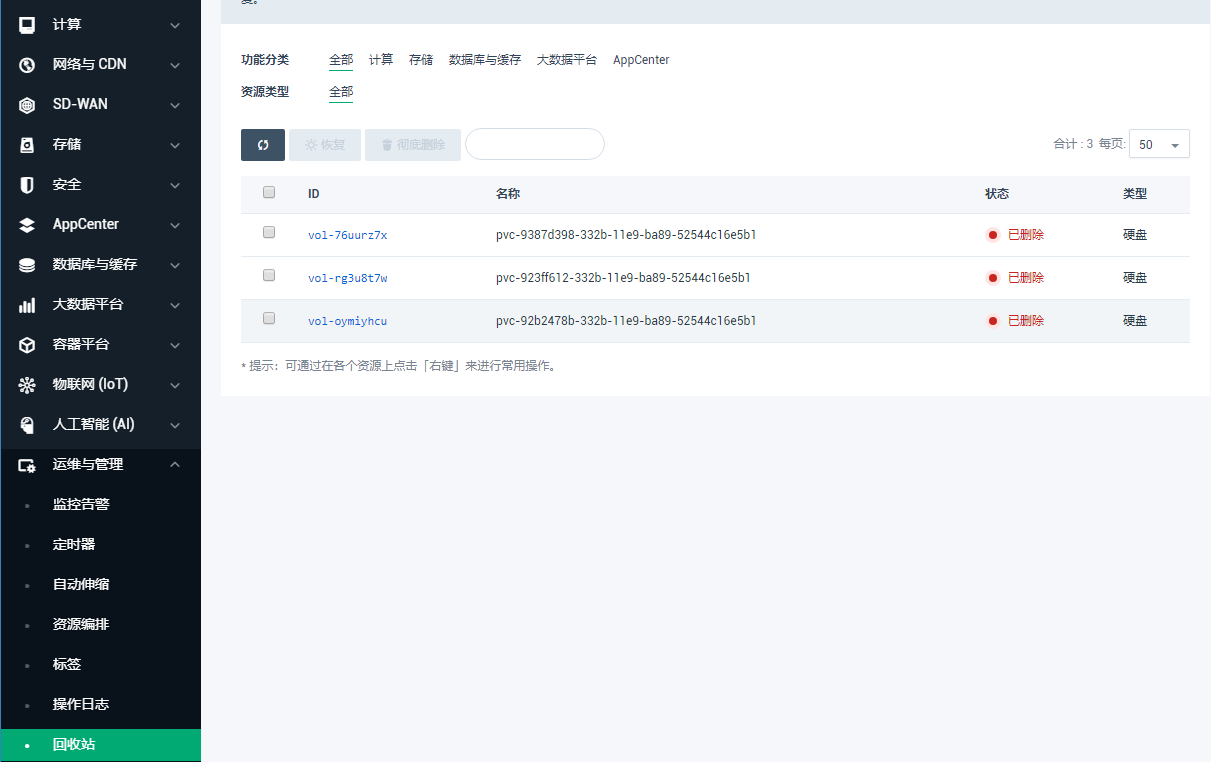 计算
网络与 CDN
SD-WAN
存储
安全
AppCenter
数据库与缓存
大数据平台
容器平台
物联网 (IoT)
人工智能 (AI)
运维与管理
监控告警
定时器
自动伸缩
资源编排
标签
操作日志
回收站
复。
功能分类 全部 计算 存储 数据库与缓存 大数据平台 AppCenter
资源类型 全部
恢复 彻底删除 合计 : 3 每页: 50
ID 名称 状态 类型
vol-76uurz7x pvc-9387d398-332b-11e9-ba89-52544c16e5b1 已删除 硬盘
vol-rg3u8t7w pvc-923ff612-332b-11e9-ba89-52544c16e5b1 已删除 硬盘
vol-oymiyhcu pvc-92b2478b-332b-11e9-ba89-52544c16e5b1 已删除 硬盘
* 提示：可通过在各个资源上点击「右键」来进行常用操作。